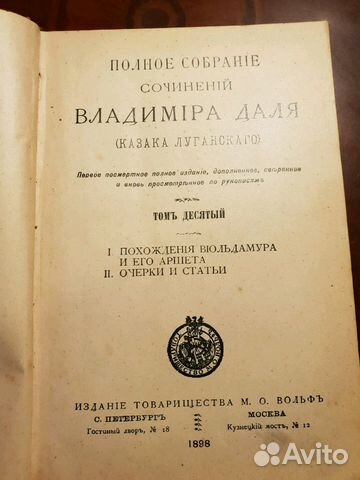 ПОЛНОЕ СОБРАНІЕ
СОЧИНЕНІЙ
ВЛАДИМІРА ДАЛЯ
(КАЗАКА ЛУГАНСКАГО)
Первое посмертное полное изданіе, дополненное, свѣренное
и вновь просмотрѣнное по рукописямъ
ТОМЪ ДЕСЯТЫЙ
I. ПОХОЖДЕНІЯ ВІОЛЬДАМУРА
И ЕГО АРШЕТА
II. ОЧЕРКИ И СТАТЬИ
ИЗДАНІЕ ТОВАРИЩЕСТВА М. О. ВОЛЬФЪ
С. ПЕТЕРБУРГЪ
Гостиный дворъ, № 18
МОСКВА
Кузнецкій мостъ, № 12
1898
Avito